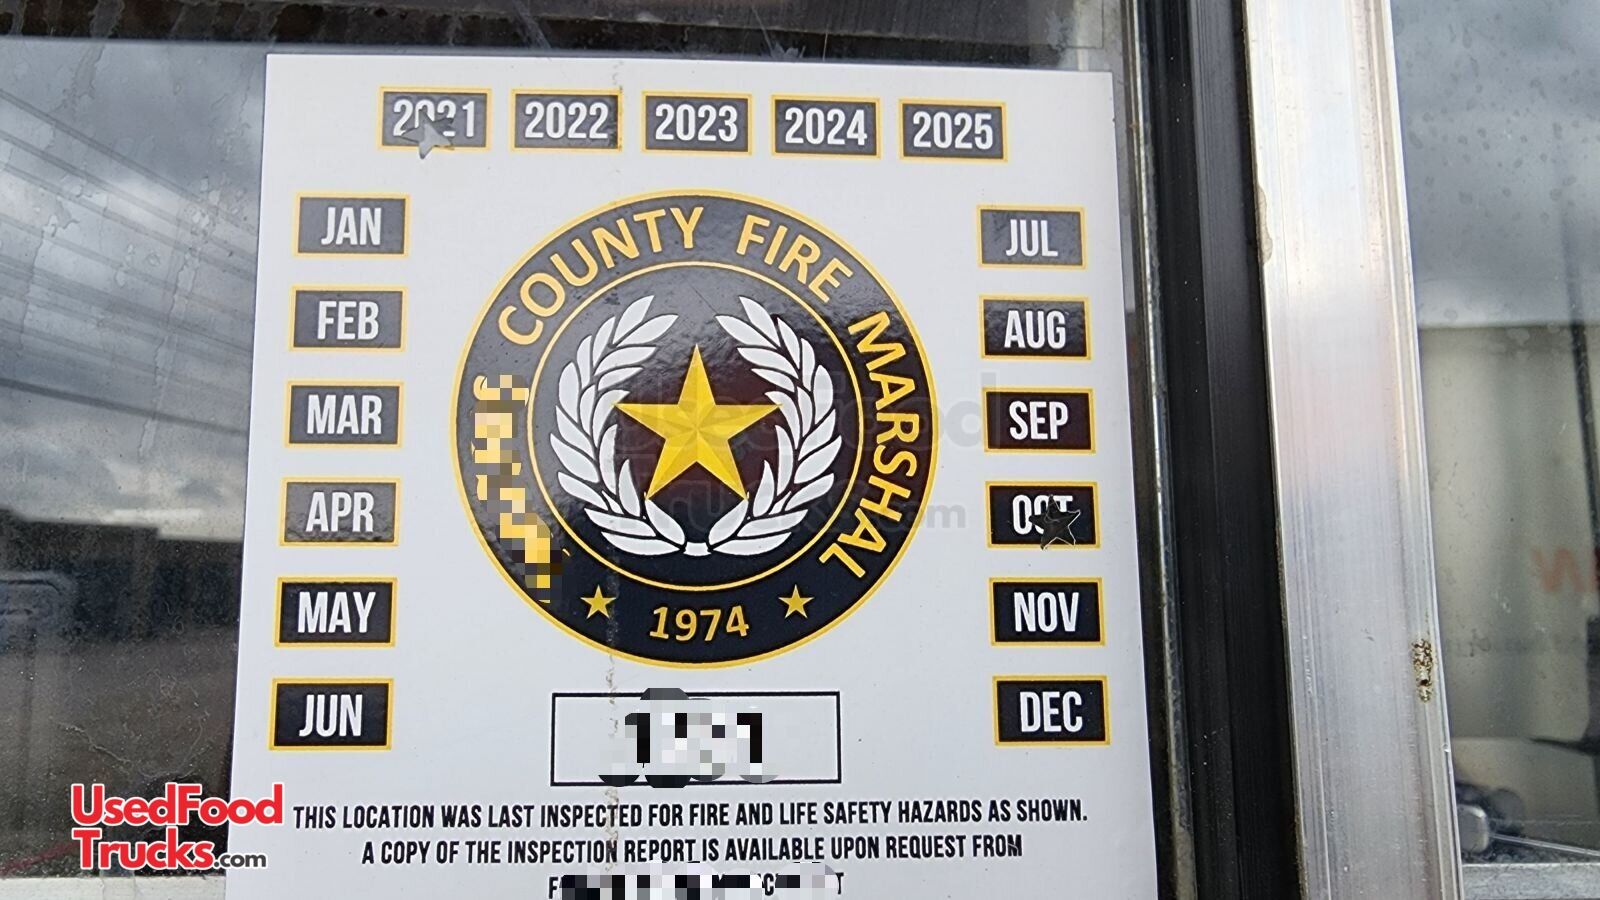 2021 2022 2023 2024 2025
JAN
FEB
MAR
APR
MAY
JUN
COUNTY FIRE MARSHAL
1974
JUL
AUG
SEP
OCT
NOV
DEC
THIS LOCATION WAS LAST INSPECTED FOR FIRE AND LIFE SAFETY HAZARDS AS SHOWN.
A COPY OF THE INSPECTION REPORT IS AVAILABLE UPON REQUEST FROM
UsedFood
Trucks.com